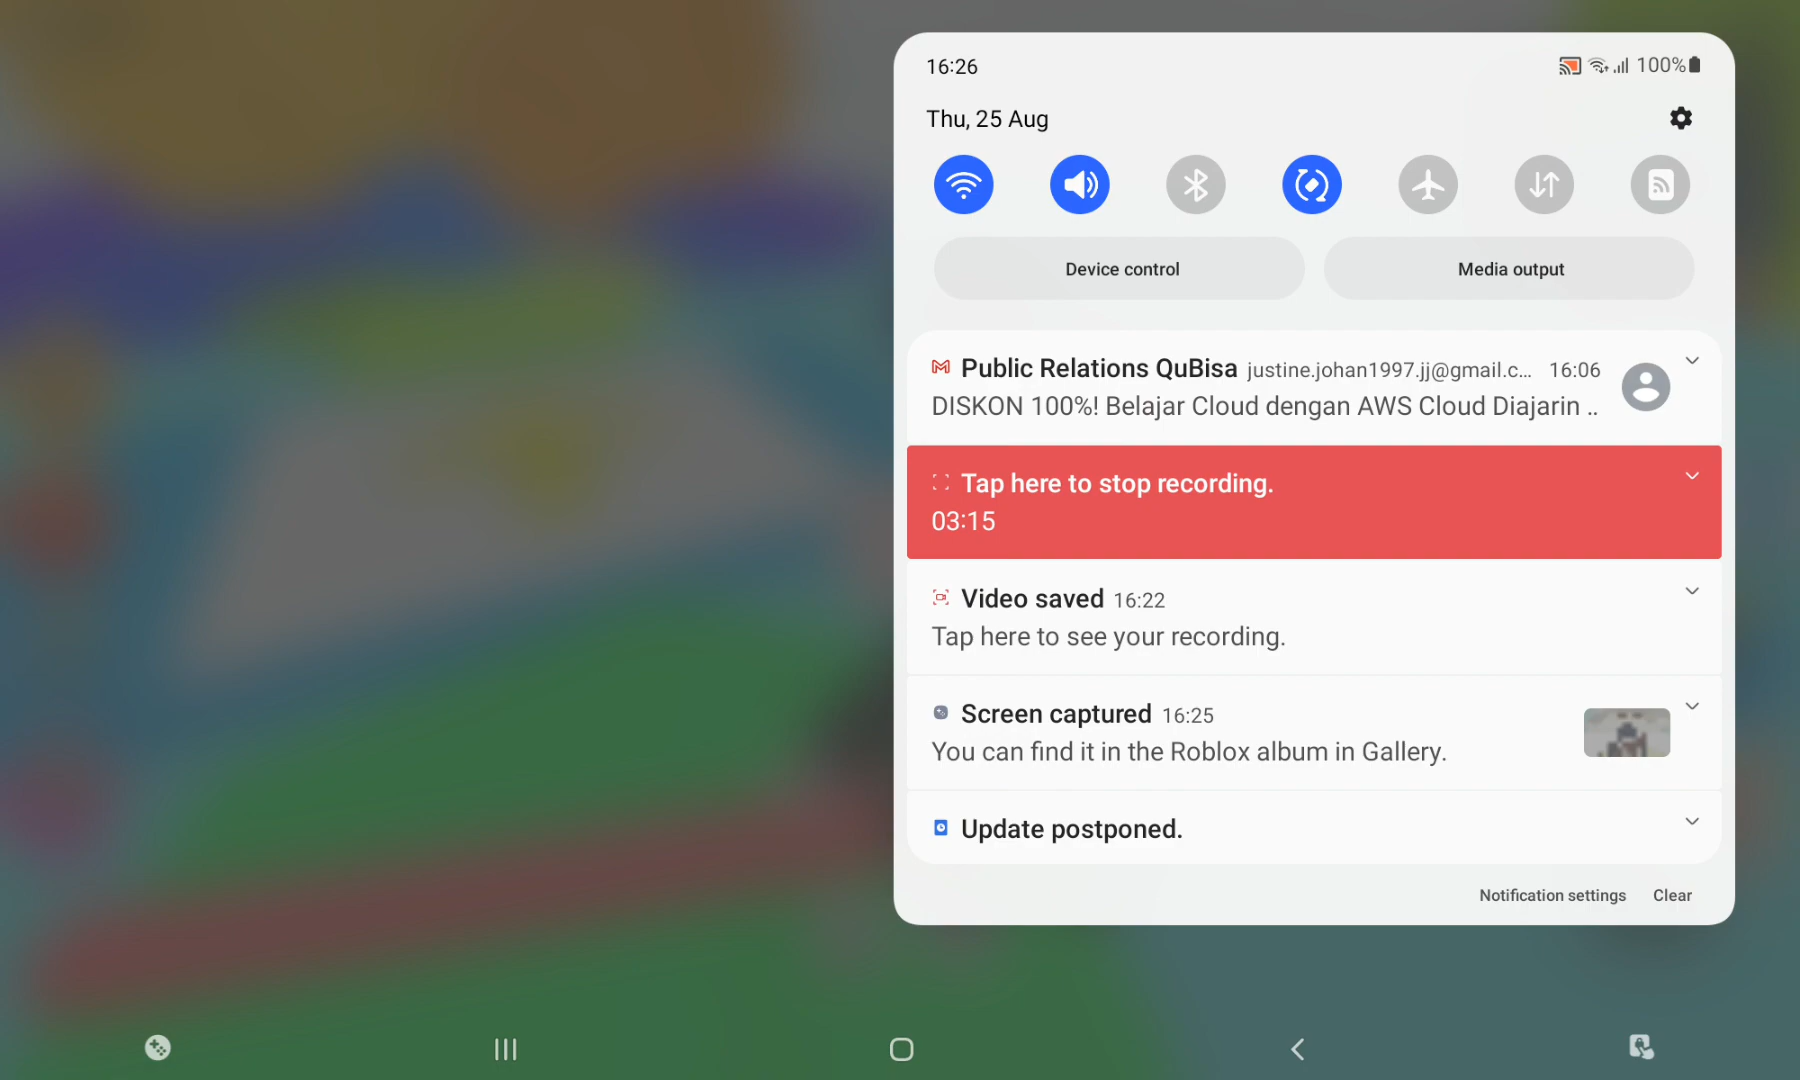 16:26
100%
Thu, 25 Aug
Device control
Media output
Public Relations QuBisa justine.johan1997.jj@gmail.c... 16:06
DISKON 100%! Belajar Cloud dengan AWS Cloud Diajarin ..
Tap here to stop recording.
03:15
Video saved 16:22
Tap here to see your recording.
Screen captured 16:25
You can find it in the Roblox album in Gallery.
Update postponed.
Notification settings
Clear